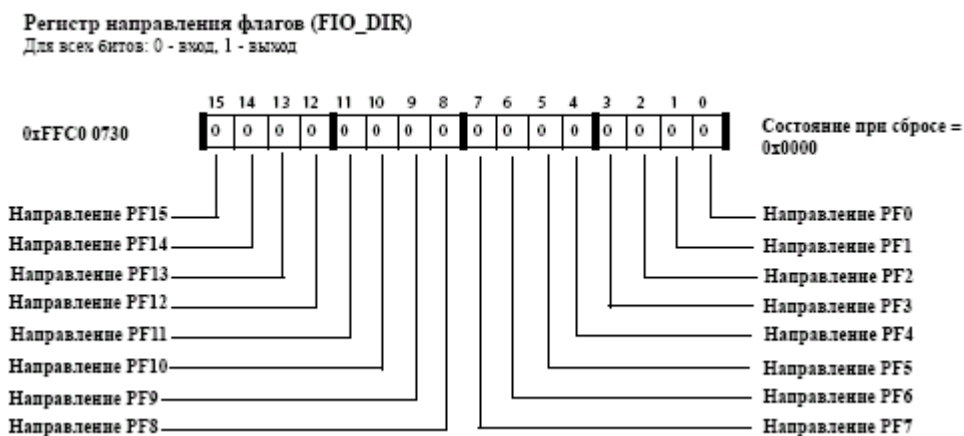 Регистр направления флагов (FIO_DIR)
Для всех битов: 0 - вход, 1 - выход
15 14 13 12 11 10 9 8 7 6 5 4 3 2 1 0
0xFFC0 0730
0 0 0 0 0 0 0 0 0 0 0 0 0 0 0 0
Состояние при сбросе =
0x0000
Направление PF15
Направление PF0
Направление PF14
Направление PF1
Направление PF13
Направление PF2
Направление PF12
Направление PF3
Направление PF11
Направление PF4
Направление PF10
Направление PF5
Направление PF9
Направление PF6
Направление PF8
Направление PF7